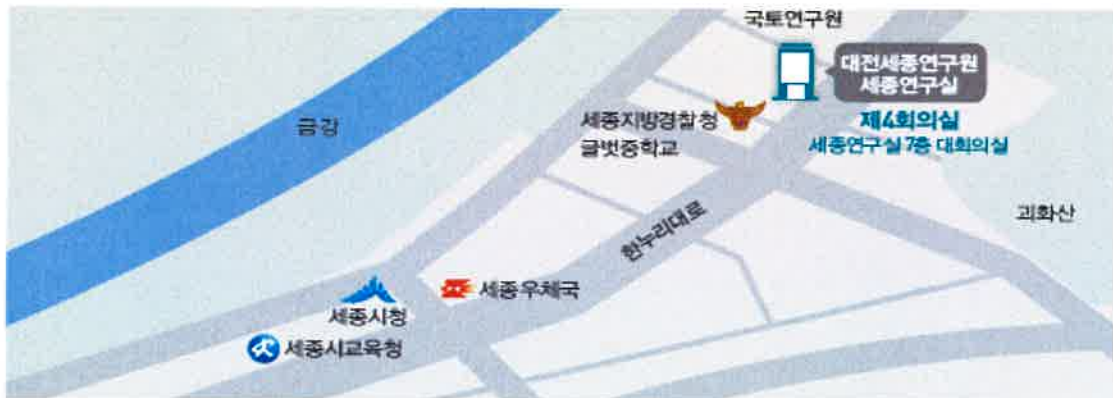 국토연구원
대전세종연구원
세종연구실
제4회의실
세종연구실 7층 대회의실
세종지방경찰청
글벗중학교
금강
괴화산
한누리대로
세종우체국
세종시청
세종시교육청